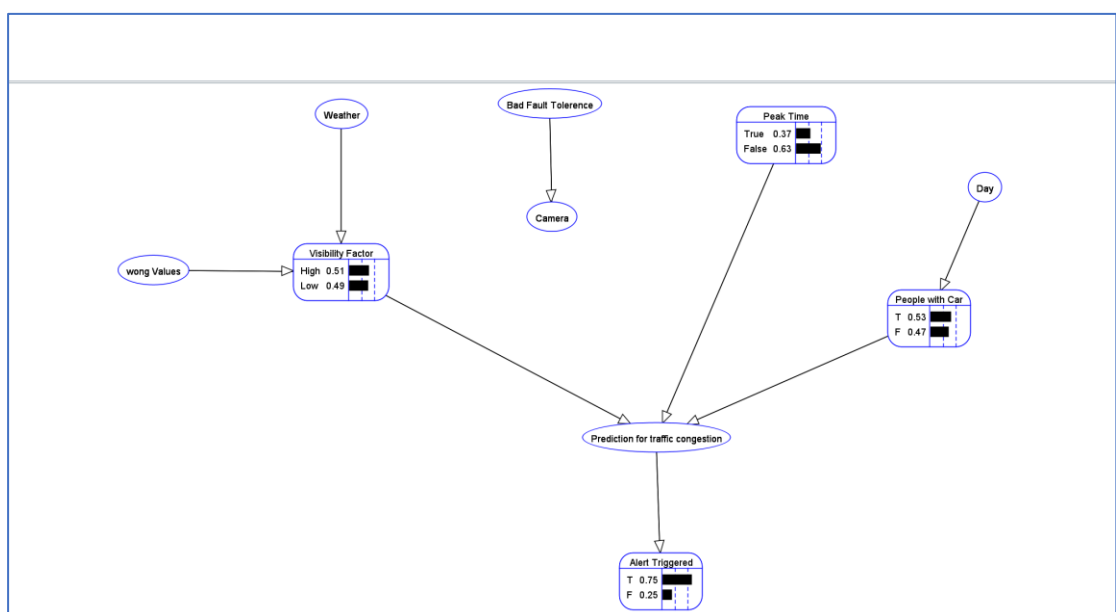 Weather
Bad Fault Tolerence
Peak Time
True 0.37
False 0.63
Camera
Day
wong Values
Visibility Factor
High 0.51
Low 0.49
People with Car
T 0.53
F 0.47
Prediction for traffic congestion
Alert Triggered
T 0.75
F 0.25